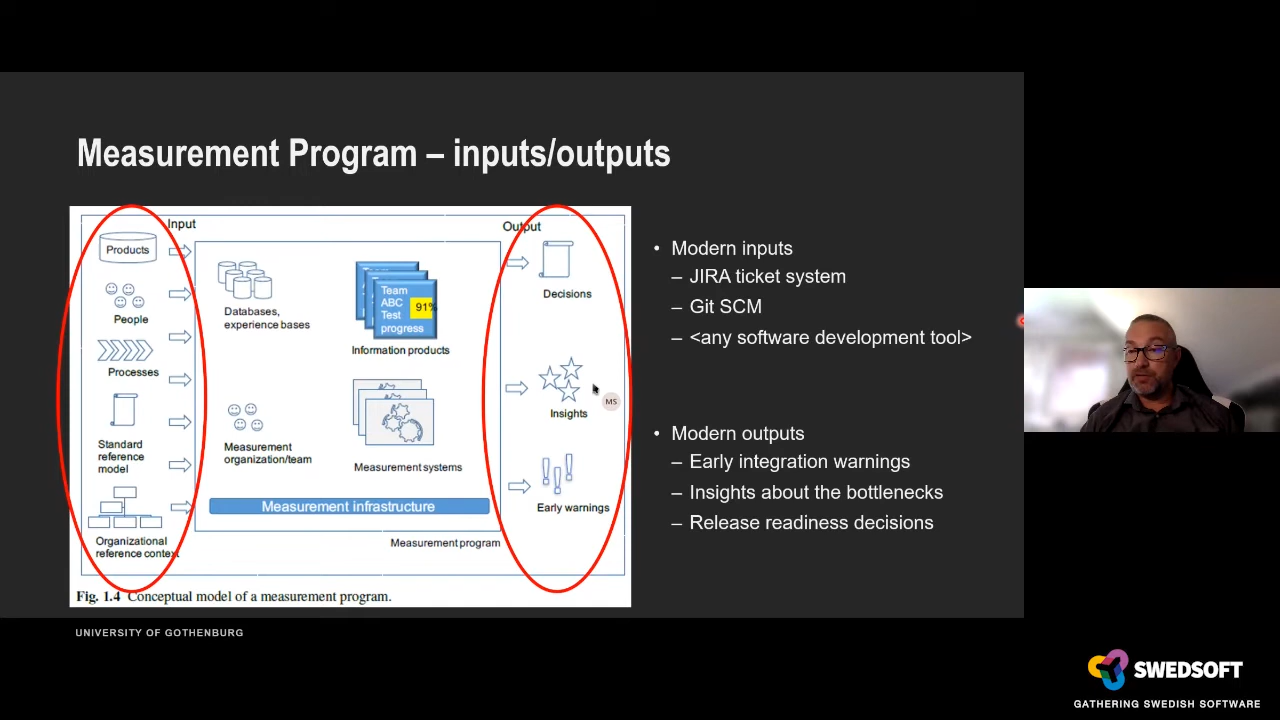 Measurement Program – inputs/outputs
Input
Output
Products
People
Processes
Standard
reference
model
Organizational
reference context
Databases,
experience bases
Team
ABC
Test
progress
91%
Information products
Measurement
organization/team
Measurement systems
Measurement infrastructure
Measurement program
Decisions
Insights
Early warnings
MS
Fig. 1.4 Conceptual model of a measurement program.
• Modern inputs
– JIRA ticket system
– Git SCM
– <any software development tool>
• Modern outputs
– Early integration warnings
– Insights about the bottlenecks
– Release readiness decisions
UNIVERSITY OF GOTHENBURG
SWEDSOFT
GATHERING SWEDISH SOFTWARE